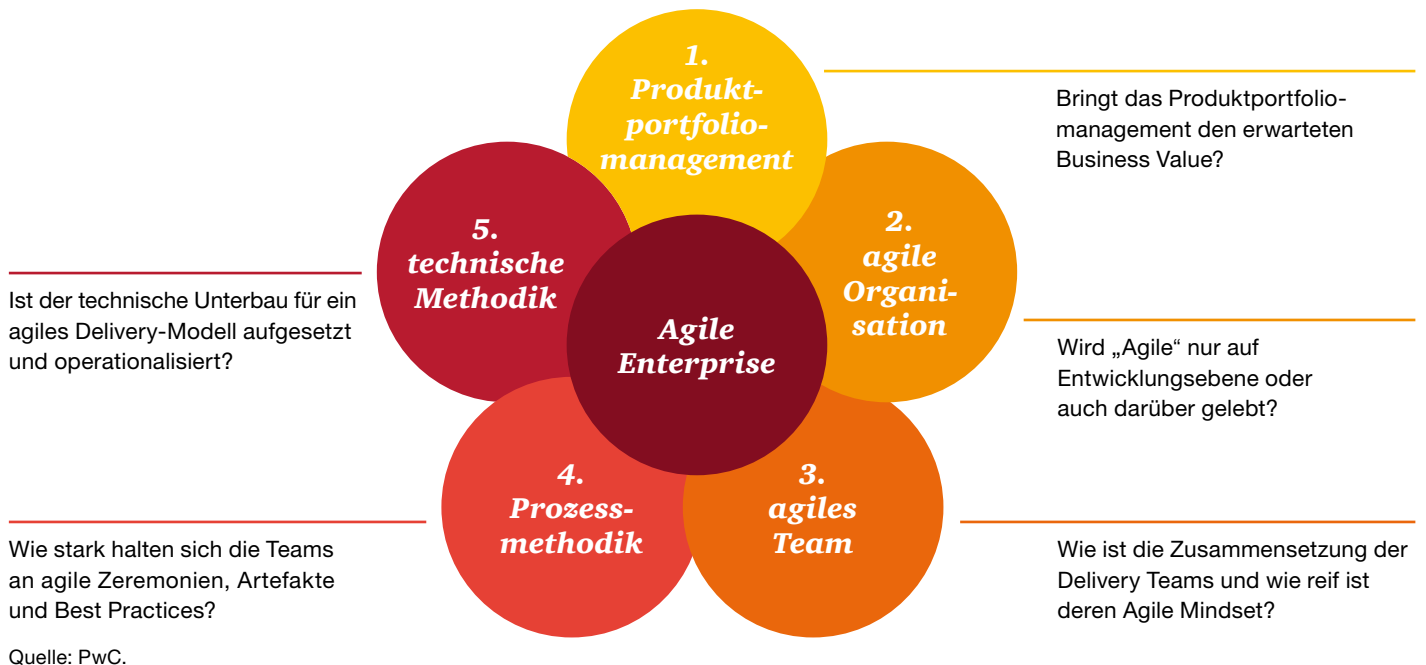 1.
Produkt-
portfolio-
management
Bringt das Produktportfolio-
management den erwarteten
Business Value?
2.
agile
Organi-
sation
Wird „Agile“ nur auf
Entwicklungsebene oder
auch darüber gelebt?
3.
agiles
Team
Wie ist die Zusammensetzung der
Delivery Teams und wie reif ist
deren Agile Mindset?
4.
Prozess-
methodik
Wie stark halten sich die Teams
an agile Zeremonien, Artefakte
und Best Practices?
5.
technische
Methodik
Ist der technische Unterbau für ein
agiles Delivery-Modell aufgesetzt
und operationalisiert?
Agile
Enterprise
Quelle: PwC.